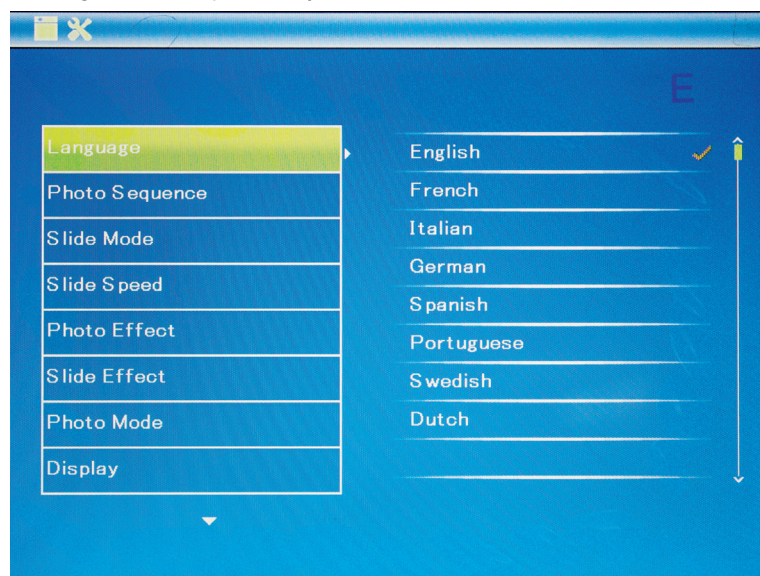 E
Language
Photo Sequence
Slide Mode
Slide Speed
Photo Effect
Slide Effect
Photo Mode
Display
English
French
Italian
German
Spanish
Portuguese
Swedish
Dutch